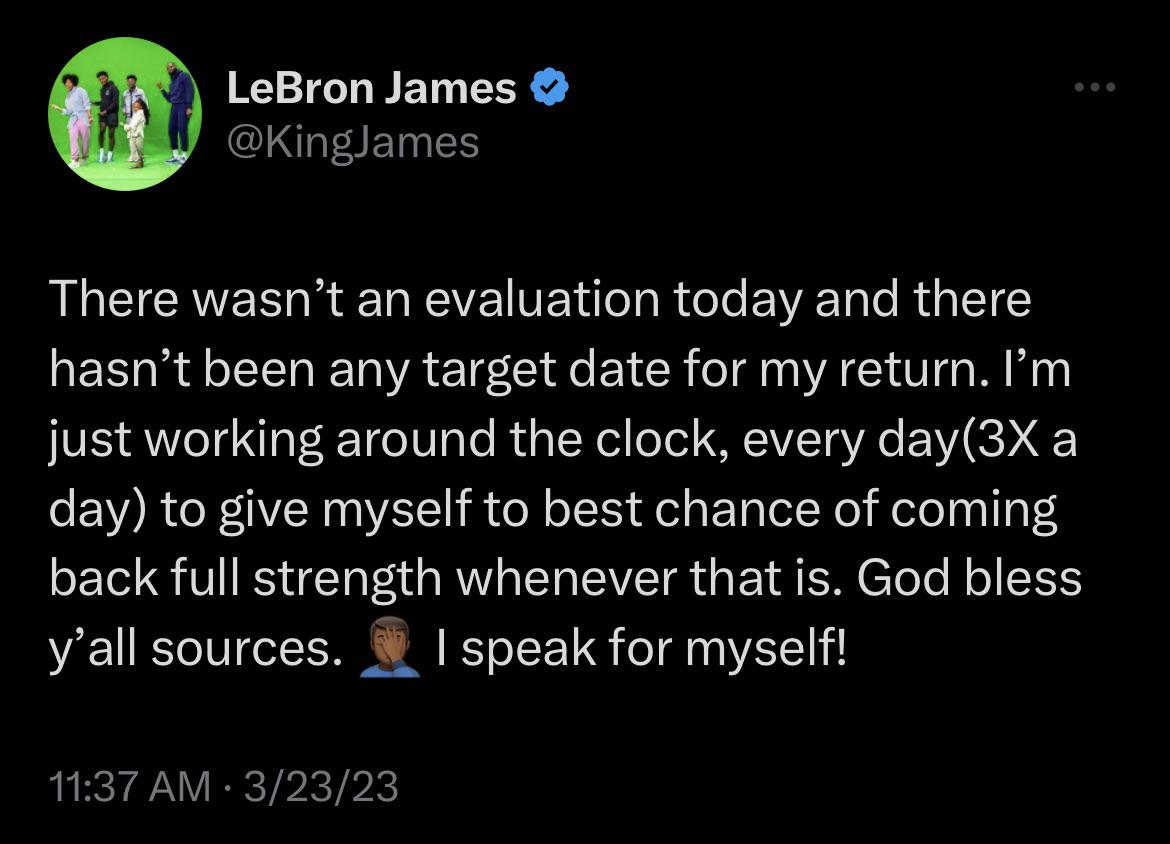 LeBron James
@KingJames
There wasn’t an evaluation today and there
hasn’t been any target date for my return. I’m
just working around the clock, every day(3X a
day) to give myself to best chance of coming
back full strength whenever that is. God bless
y’all sources. 🤦🏾‍♂️ I speak for myself!
11:37 AM · 3/23/23